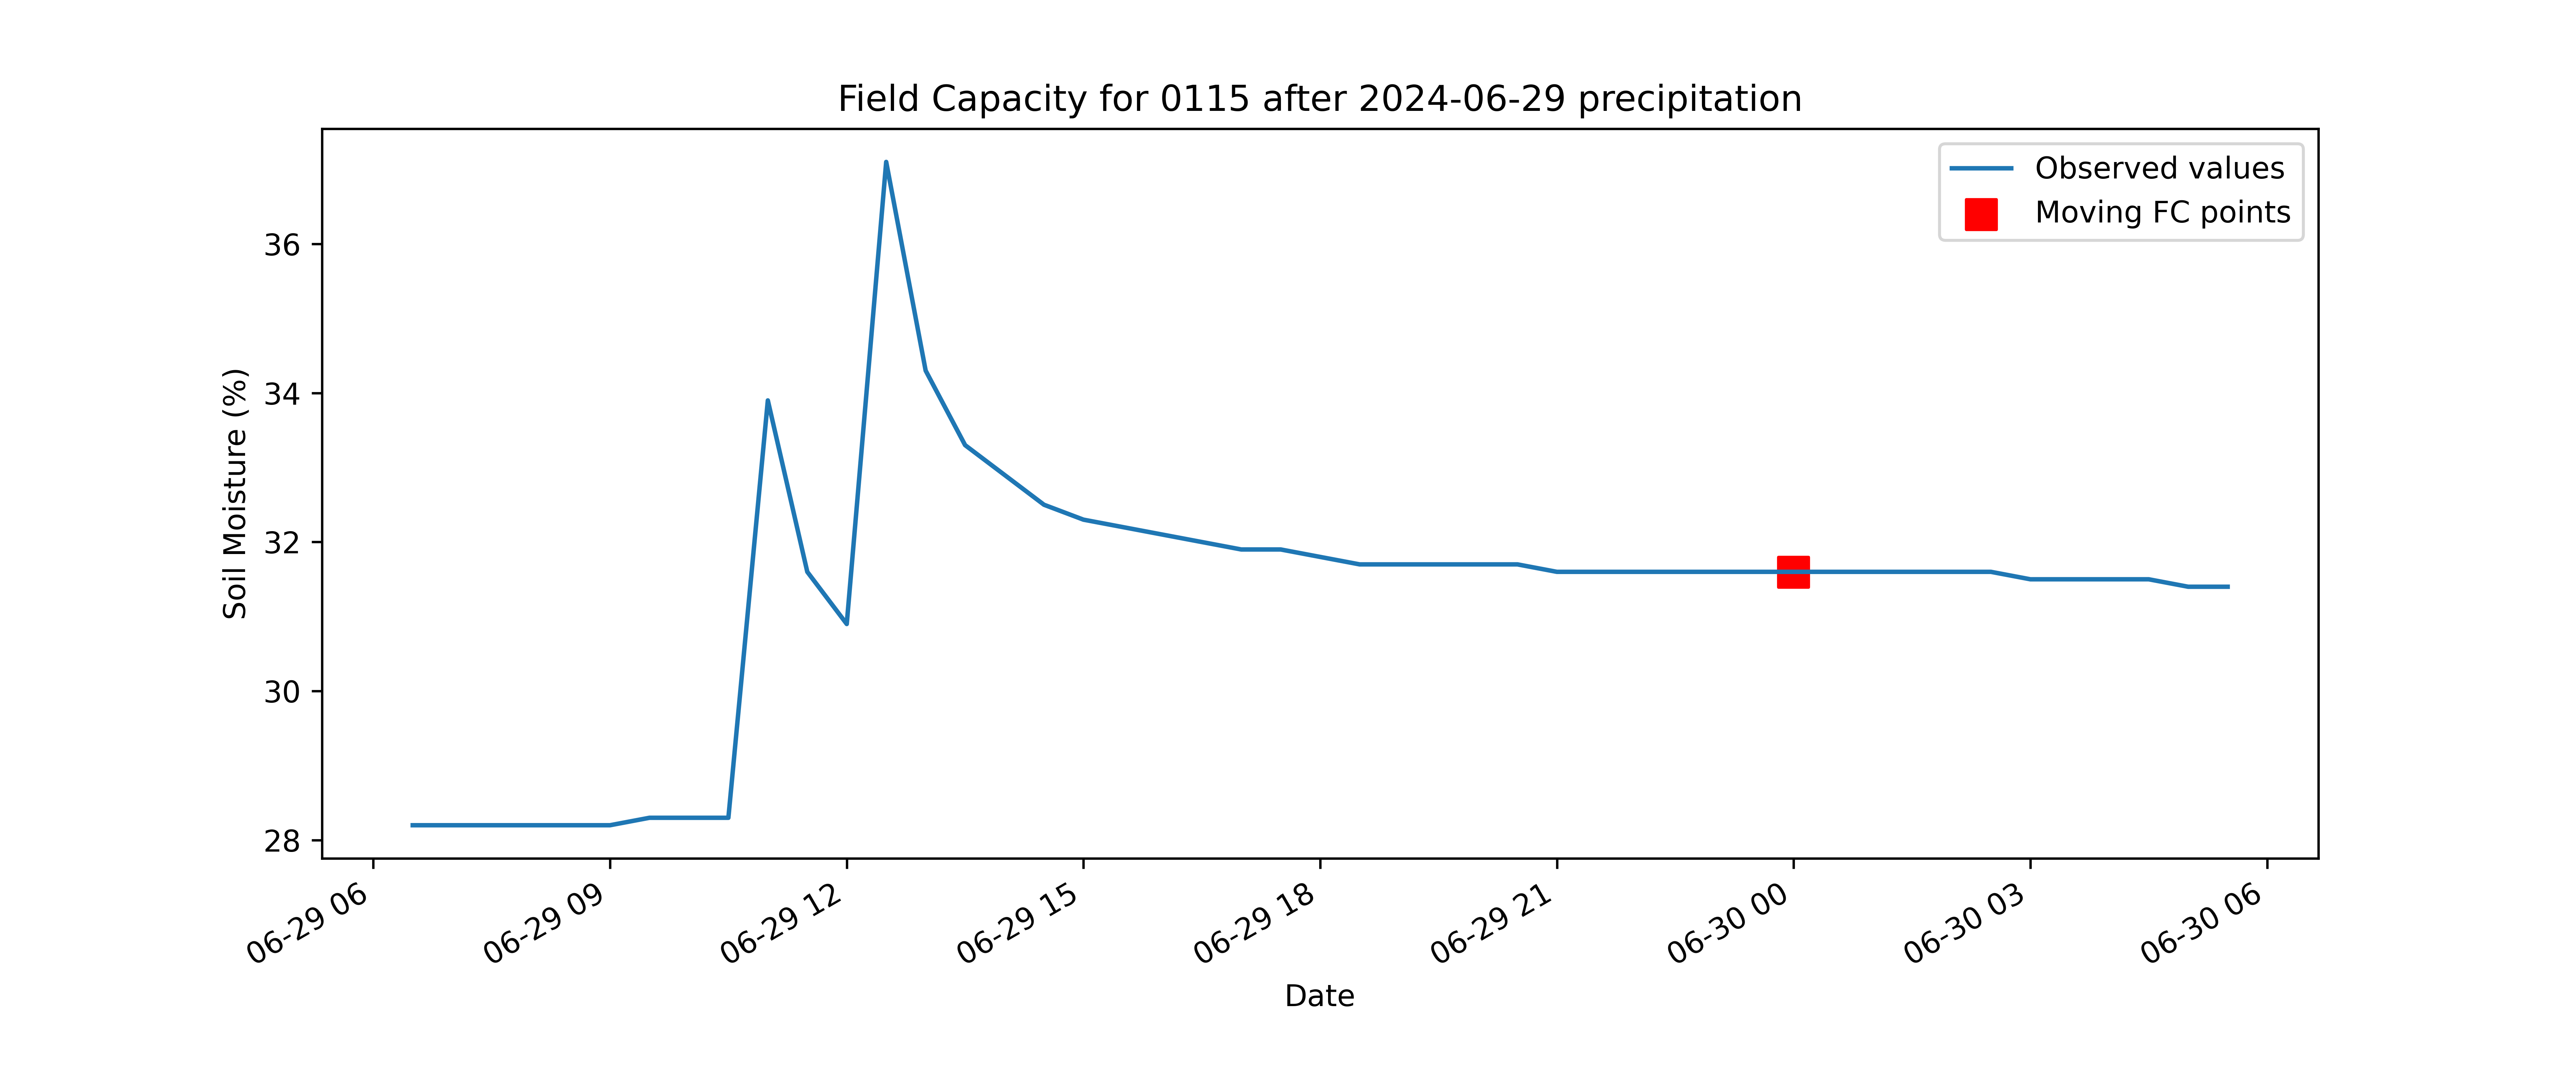 Field Capacity for 0115 after 2024-06-29 precipitation
Observed values
Moving FC points
Soil Moisture (%)
36
34
32
30
28
06-29 06
06-29 09
06-29 12
06-29 15
06-29 18
06-29 21
06-30 00
06-30 03
06-30 06
Date